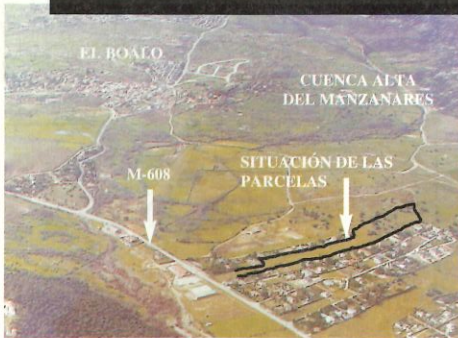 EL BOALO
CUENCA ALTA
DEL MANZANARES
M-608
SITUACIÓN DE LAS
PARCELAS